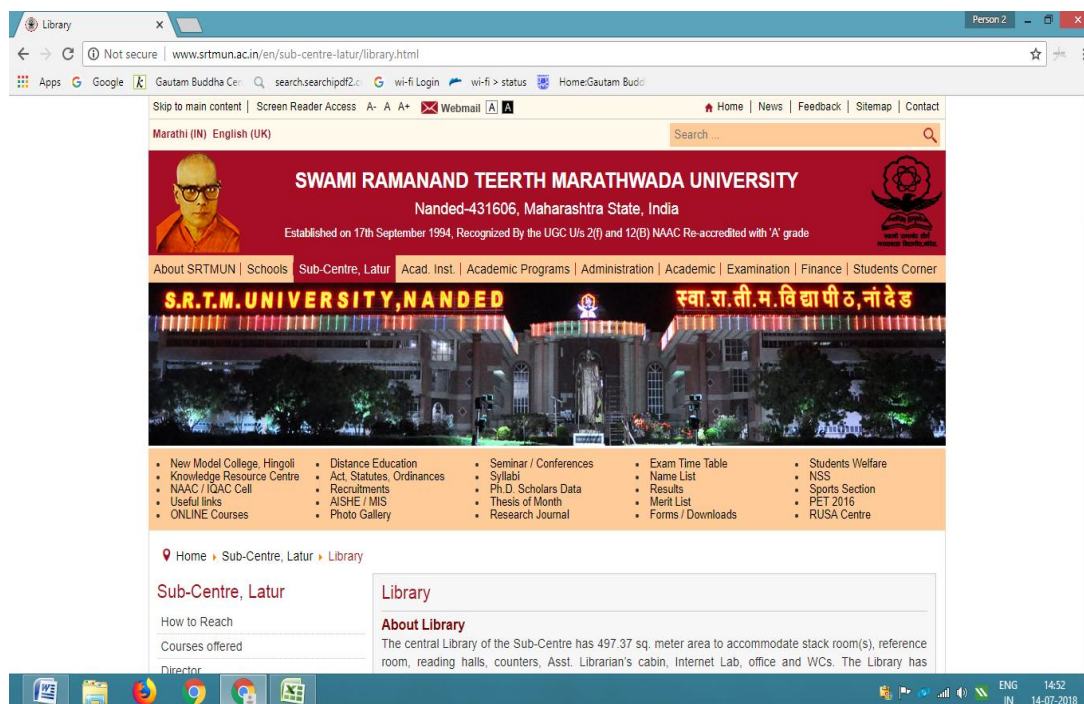 Library
Person 2
Not secure | www.srtmun.ac.in/en/sub-centre-latur/library.html
Apps Google Gautam Buddha Cen search.searchipdf2.c wi-fi Login wi-fi > status Home:Gautam Budd
Skip to main content | Screen Reader Access A- A A+ Webmail A A Home | News | Feedback | Sitemap | Contact
Marathi (IN) English (UK) Search ...
SWAMI RAMANAND TEERTH MARATHWADA UNIVERSITY
Nanded-431606, Maharashtra State, India
Established on 17th September 1994, Recognized By the UGC U/s 2(f) and 12(B) NAAC Re-accredited with 'A' grade
About SRTMUN | Schools | Sub-Centre, Latur | Acad. Inst. | Academic Programs | Administration | Academic | Examination | Finance | Students Corner
S.R.T.M.UNIVERSITY,NANDED स्वा.रा.ती.म.विद्यापीठ,नांदेड
New Model College, Hingoli
Knowledge Resource Centre
NAAC / IQAC Cell
Useful links
ONLINE Courses
Distance Education
Act, Statutes, Ordinances
Recruitments
AISHE / MIS
Photo Gallery
Seminar / Conferences
Syllabi
Ph.D. Scholars Data
Thesis of Month
Research Journal
Exam Time Table
Name List
Results
Merit List
Forms / Downloads
Students Welfare
NSS
Sports Section
PET 2016
RUSA Centre
Home Sub-Centre, Latur Library
Sub-Centre, Latur
How to Reach
Courses offered
Director
Library
About Library
The central Library of the Sub-Centre has 497.37 sq. meter area to accommodate stack room(s), reference
room, reading halls, counters, Asst. Librarian's cabin, Internet Lab, office and WCs. The Library has
ENG
IN
14:52
14-07-2018